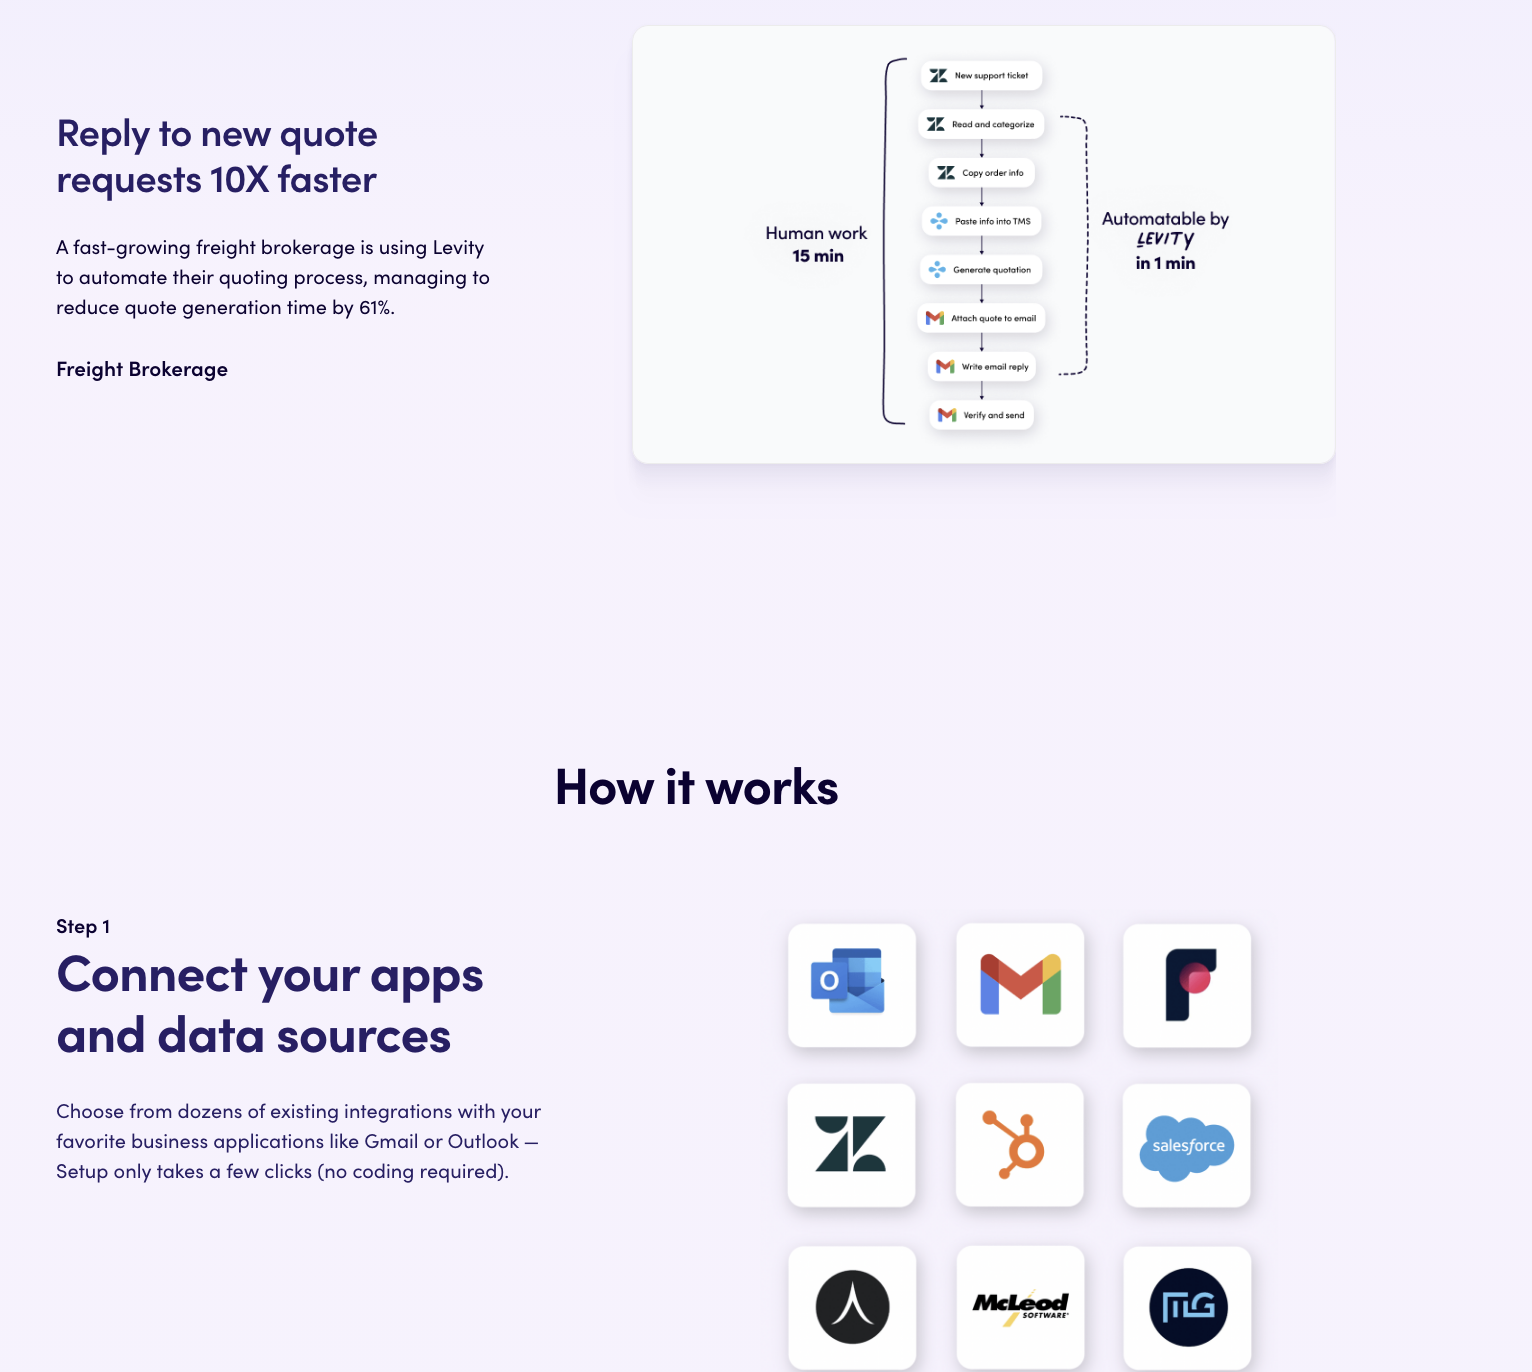 Reply to new quote
requests 10X faster
A fast-growing freight brokerage is using Levity
to automate their quoting process, managing to
reduce quote generation time by 61%.
Freight Brokerage
Human work
15 min
New support ticket
Read and categorize
Copy order info
Paste info into TMS
Generate quotation
Attach quote to email
Write email reply
Verify and send
Automatable by
LEVITY
in 1 min
How it works
Step 1
Connect your apps
and data sources
Choose from dozens of existing integrations with your
favorite business applications like Gmail or Outlook —
Setup only takes a few clicks (no coding required).
O
salesforce
McLeod
SOFTWARE
MG